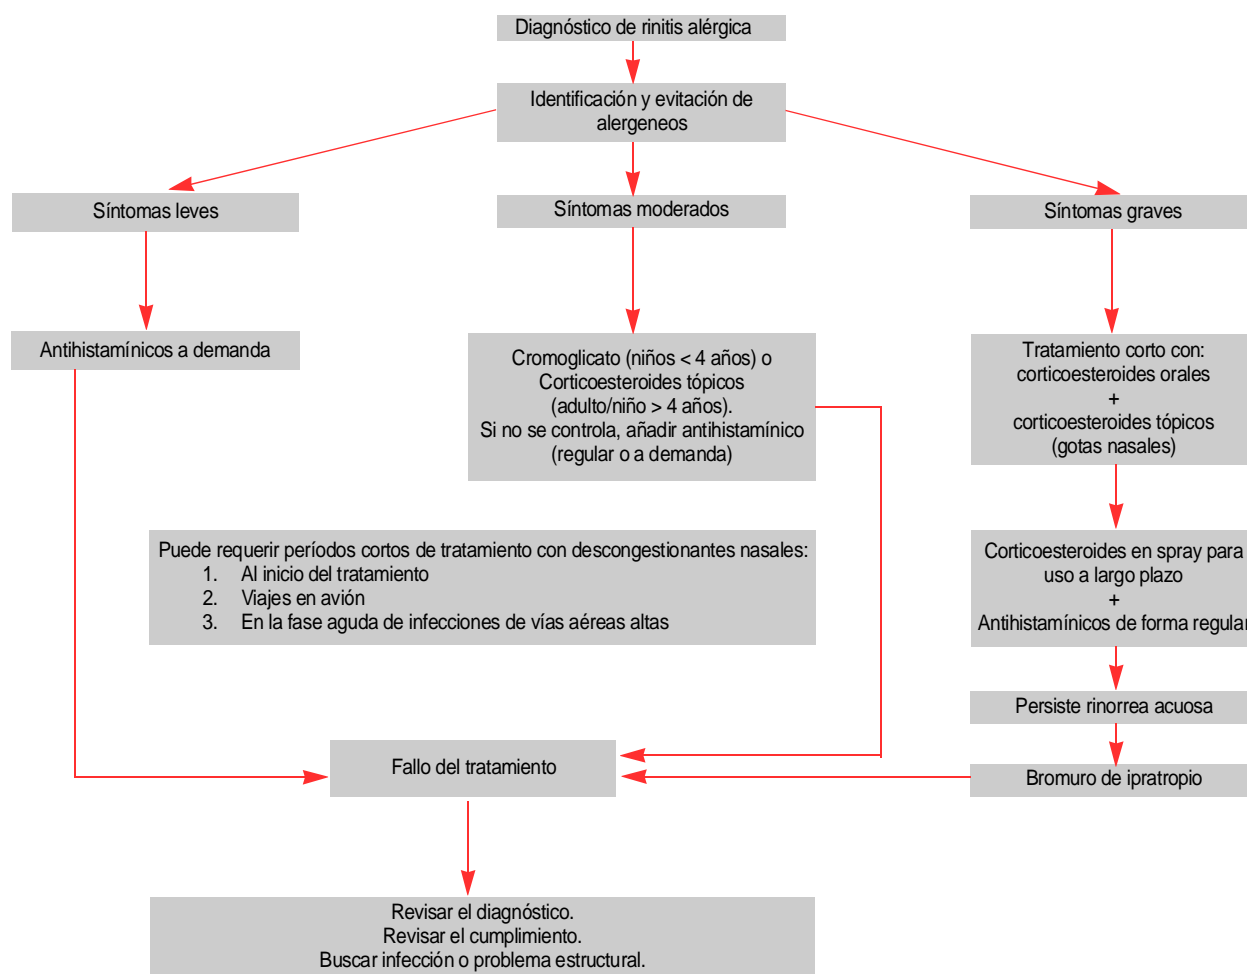 Diagnóstico de rinitis alérgica
Identificación y evitación de
alergeneos
Síntomas leves
Síntomas moderados
Síntomas graves
Antihistamínicos a demanda
Cromoglicato (niños < 4 años) o
Corticoesteroides tópicos
(adulto/niño > 4 años).
Si no se controla, añadir antihistamínico
(regular o a demanda)
Tratamiento corto con:
corticoesteroides orales
+
corticoesteroides tópicos
(gotas nasales)
Puede requerir períodos cortos de tratamiento con descongestionantes nasales:
1. Al inicio del tratamiento
2. Viajes en avión
3. En la fase aguda de infecciones de vías aéreas altas
Corticoesteroides en spray para
uso a largo plazo
+
Antihistamínicos de forma regular
Persiste rinorrea acuosa
Fallo del tratamiento
Bromuro de ipratropio
Revisar el diagnóstico.
Revisar el cumplimiento.
Buscar infección o problema estructural.